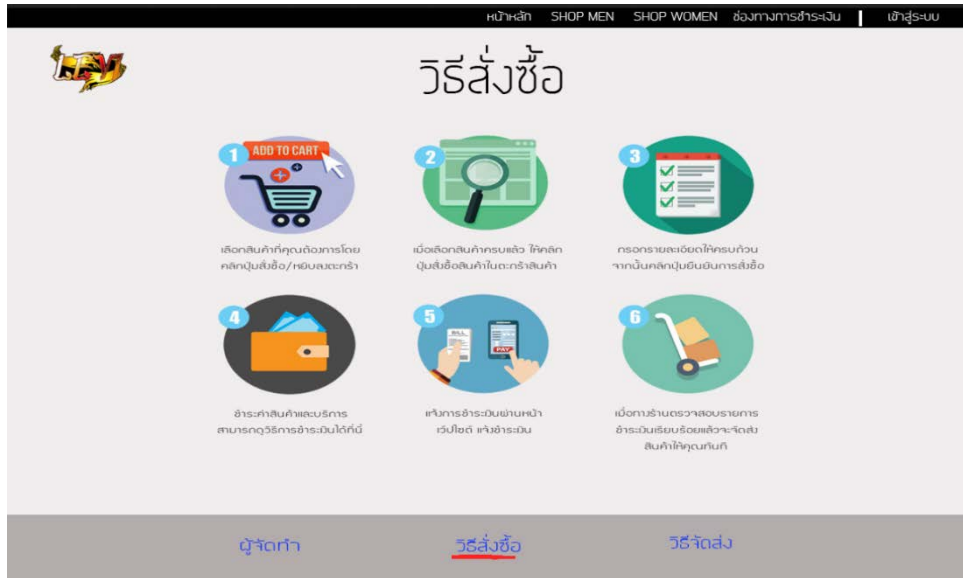 หน้าหลัก SHOP MEN SHOP WOMEN ช่องทางการชำระเงิน เข้าสู่ระบบ
วิธีสั่งซื้อ
1 ADD TO CART
2
3
เลือกสินค้าที่คุณต้องการโดย
คลิกปุ่มสั่งซื้อ/หยิบลงตะกร้า
เมื่อเลือกสินค้าครบแล้ว ให้คลิก
ปุ่มสั่งซื้อสินค้าในตะกร้าสินค้า
กรอกรายละเอียดให้ครบถ้วน
จากนั้นคลิกปุ่มยืนยันการสั่งซื้อ
4
5
BILL
PAY
6
ชำระค่าสินค้าและบริการ
สามารถดูวิธีการชำระเงินได้ที่นี่
แจ้งการชำระเงินผ่านหน้า
เว็ปไซต์ แจ้งชำระเงิน
เมื่อทางร้านตรวจสอบรายการ
ชำระเงินเรียบร้อยแล้วจะจัดส่ง
สินค้าให้คุณทันที
ผู้จัดทำ วิธีสั่งซื้อ วิธีจัดส่ง